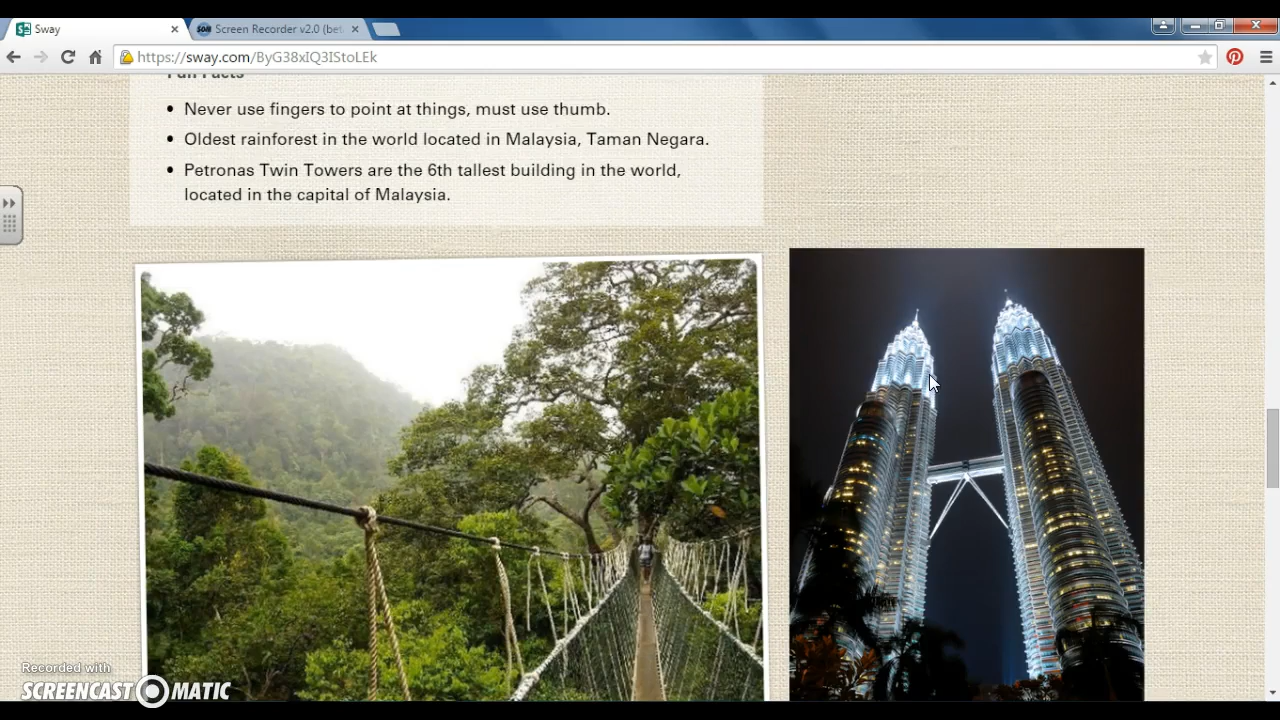 Sway
Screen Recorder v2.0 (bet
https://sway.com/ByG38xIQ3IStoLEk
Fun Facts
Never use fingers to point at things, must use thumb.
Oldest rainforest in the world located in Malaysia, Taman Negara.
Petronas Twin Towers are the 6th tallest building in the world,
located in the capital of Malaysia.
Recorded with
SCREENCAST MATIC